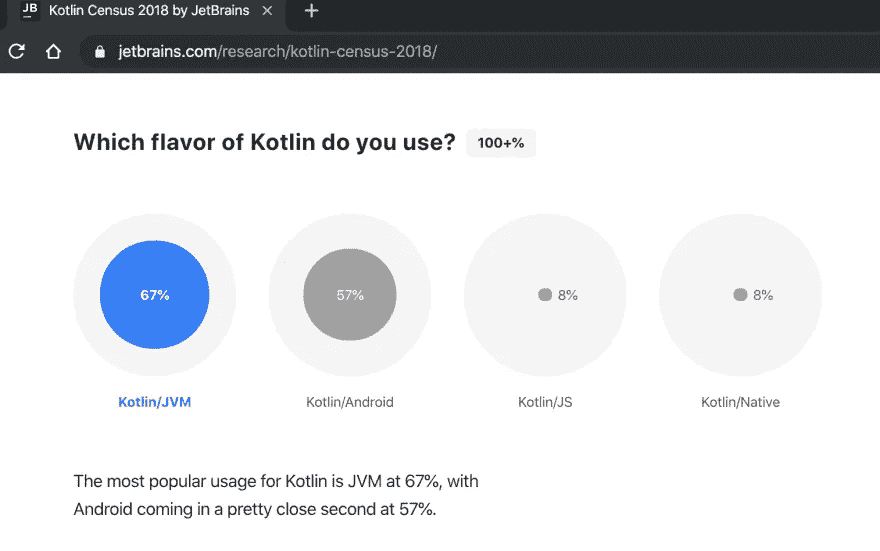 JB Kotlin Census 2018 by JetBrains
jetbrains.com/research/kotlin-census-2018/
Which flavor of Kotlin do you use? 100+%
67% 57% 8% 8%
Kotlin/JVM Kotlin/Android Kotlin/JS Kotlin/Native
The most popular usage for Kotlin is JVM at 67%, with
Android coming in a pretty close second at 57%.